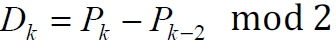 $D_k = P_k - P_{k-2} \mod 2$